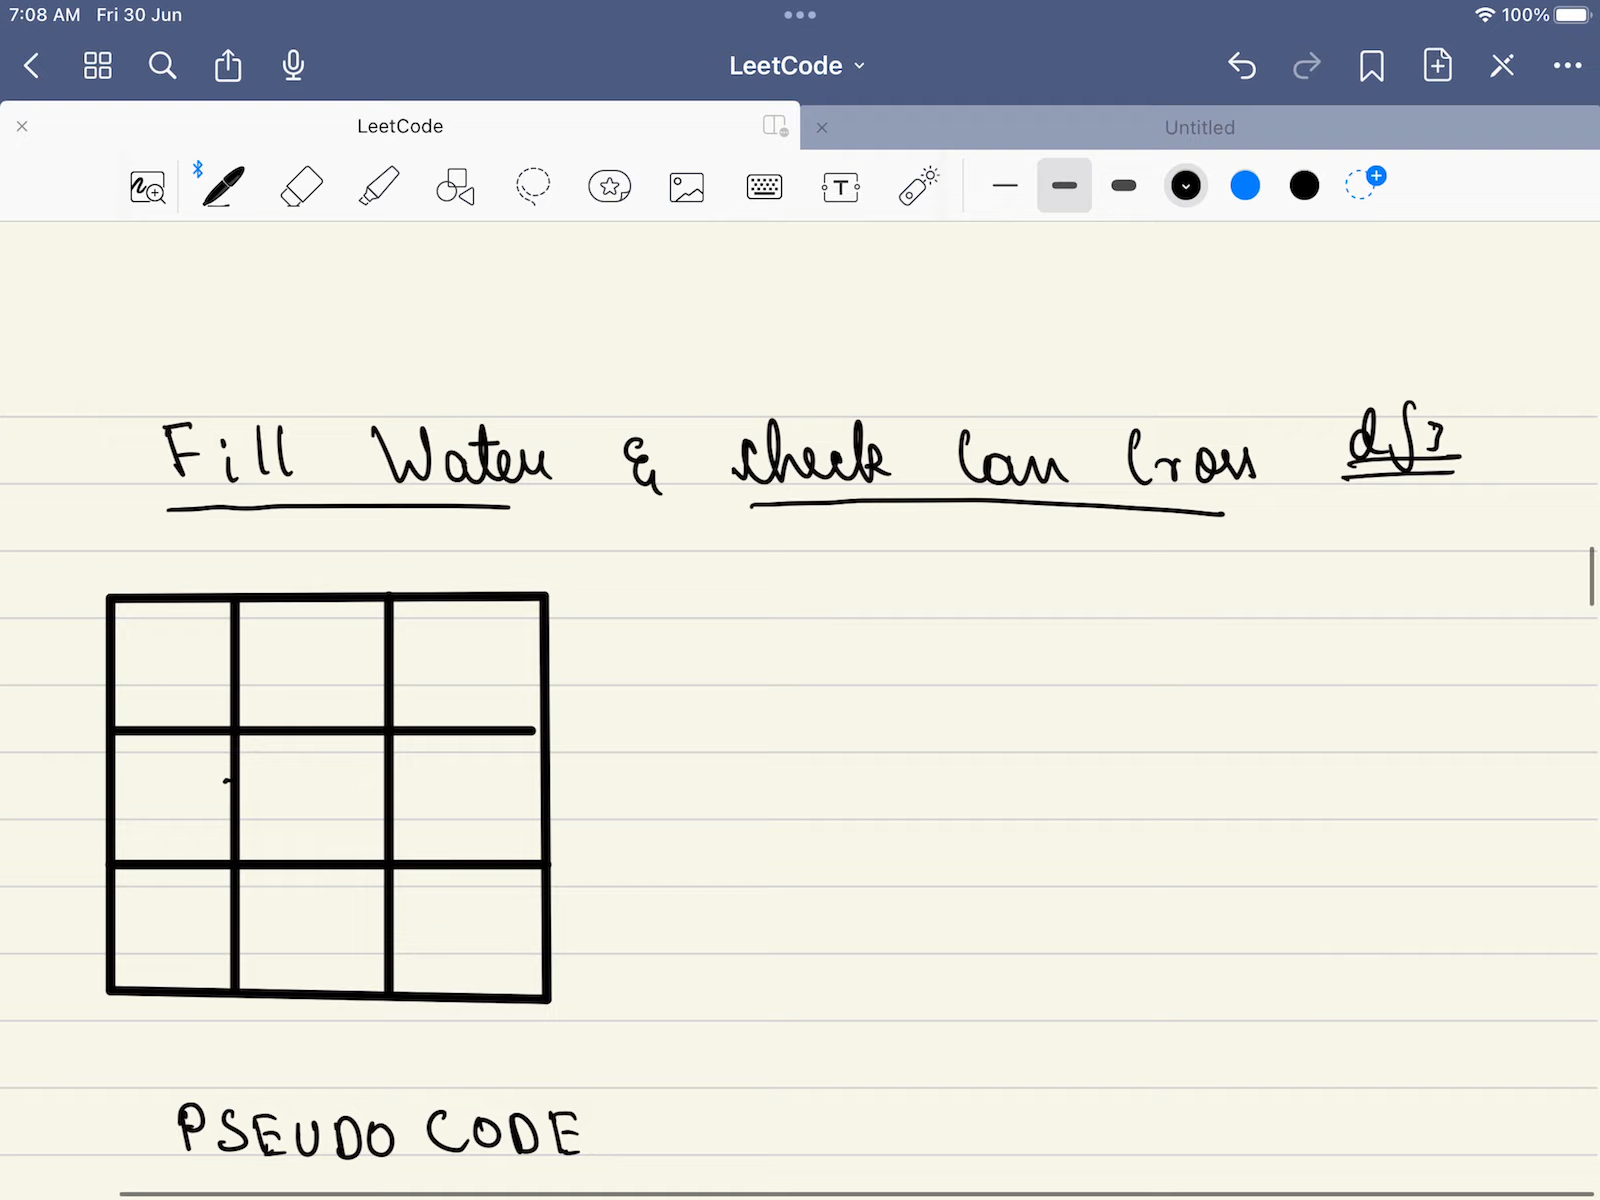 7:08 AM Fri 30 Jun
100%
LeetCode
LeetCode
Untitled
T
Fill Water & check Can Cross dfs
PSEUDO CODE